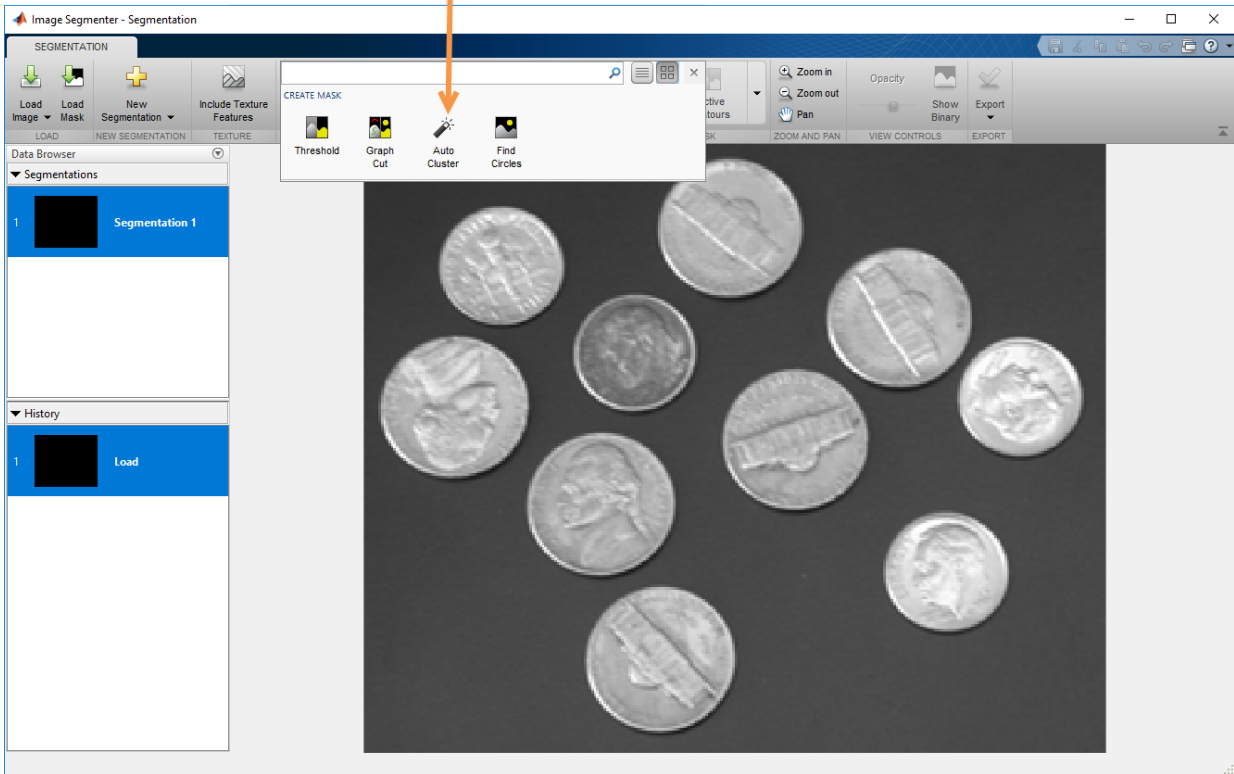 Image Segmenter - Segmentation
SEGMENTATION
Load Image
Load Mask
New Segmentation
Include Texture Features
CREATE MASK
Threshold
Graph Cut
Auto Cluster
Find Circles
Zoom in
Zoom out
Pan
Opacity
Show Binary
Export
LOAD
NEW SEGMENTATION
TEXTURE
ZOOM AND PAN
VIEW CONTROLS
EXPORT
Data Browser
Segmentations
1 Segmentation 1
History
1 Load